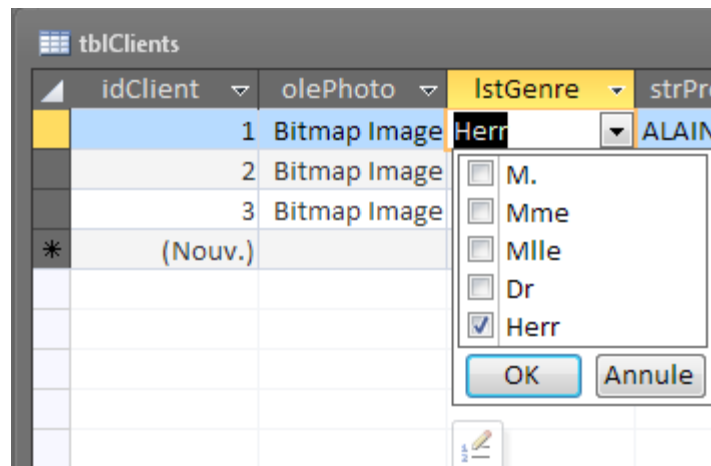 tblClients
idClient olePhoto lstGenre strPr
1 Bitmap Image Herr ALAIN
2 Bitmap Image
3 Bitmap Image
(Nouv.)
M.
Mme
Mlle
Dr
Herr
OK Annule